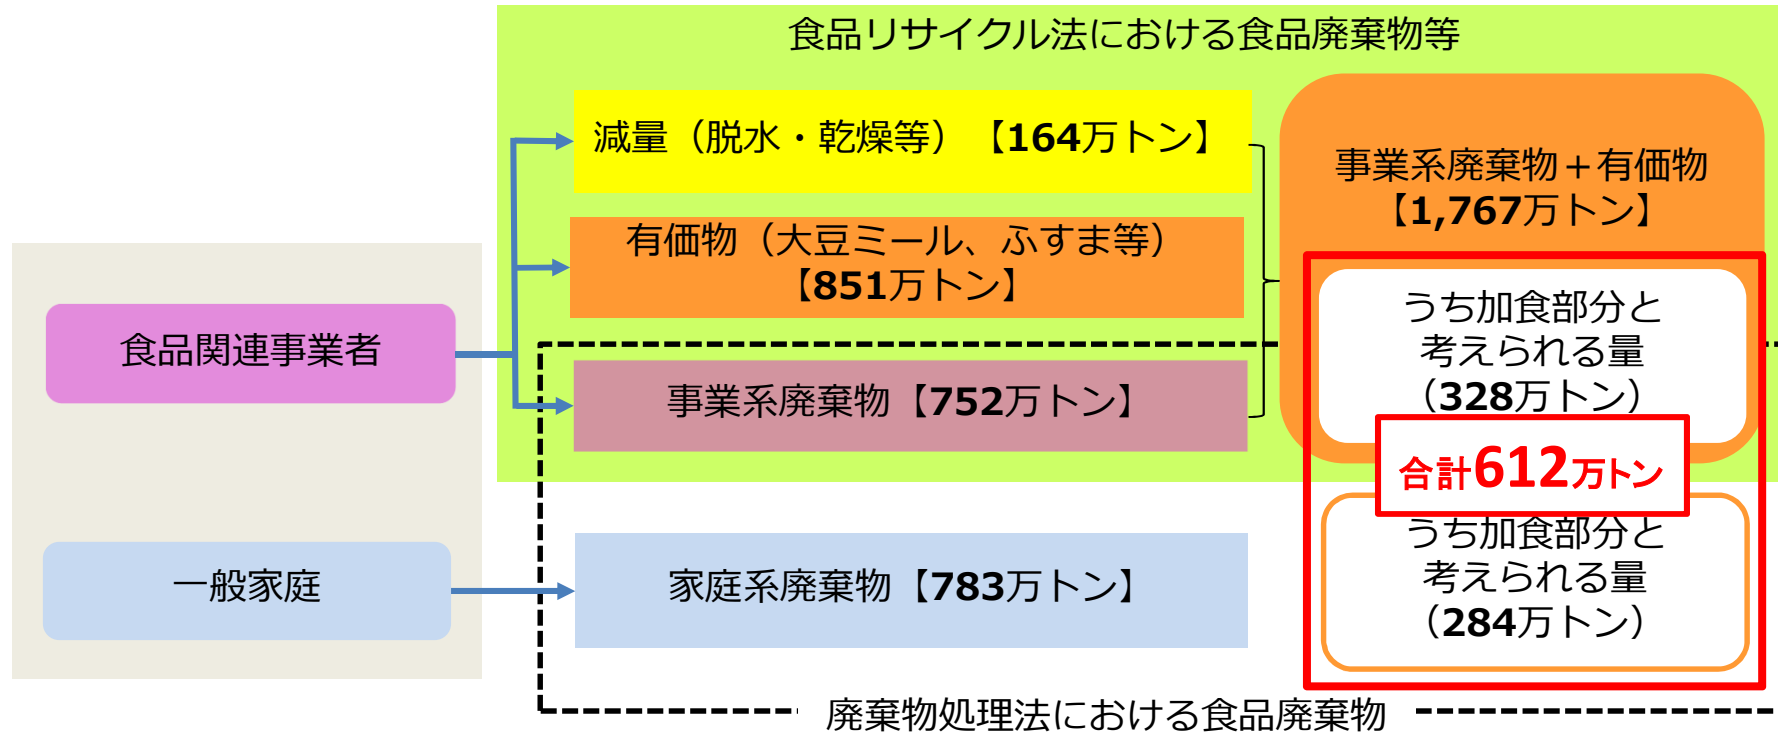 食品リサイクル法における食品廃棄物等
減量（脱水・乾燥等）【164万トン】
有価物（大豆ミール、ふすま等）
【851万トン】
事業系廃棄物＋有価物
【1,767万トン】
食品関連事業者
事業系廃棄物【752万トン】
うち加食部分と
考えられる量
（328万トン）
合計612万トン
一般家庭
家庭系廃棄物【783万トン】
うち加食部分と
考えられる量
（284万トン）
廃棄物処理法における食品廃棄物